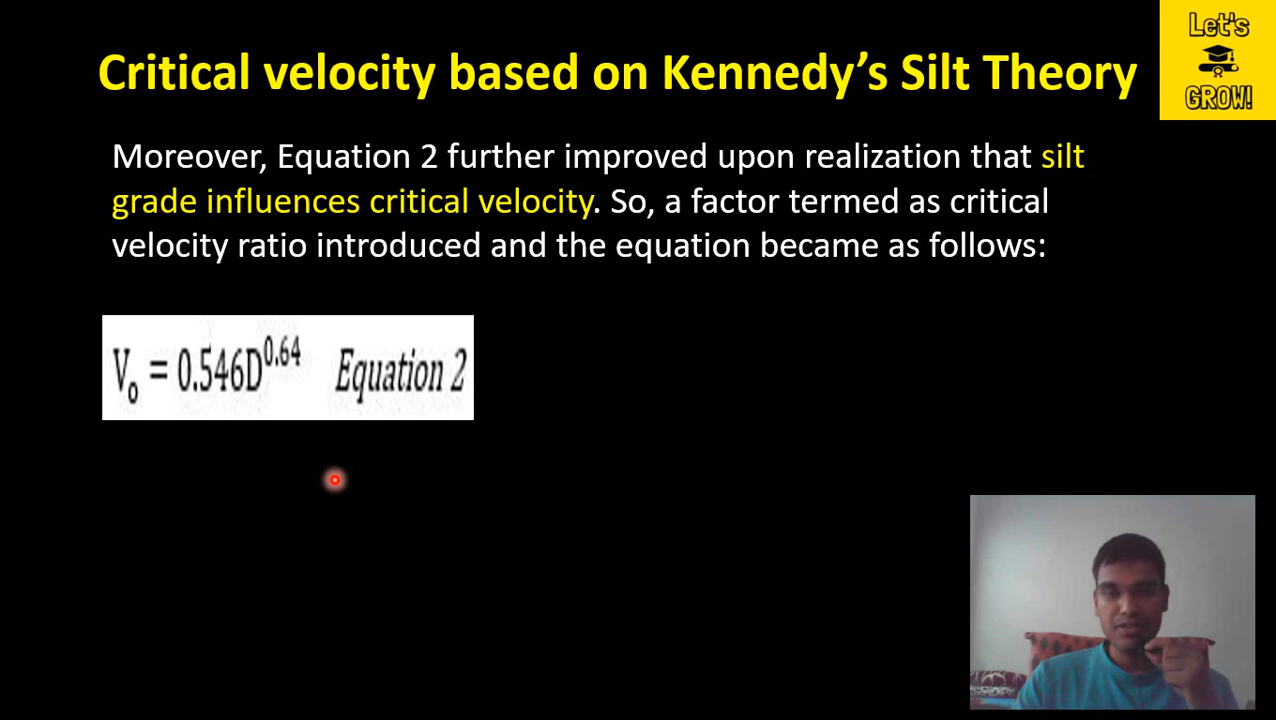 Let's
GROW!
Critical velocity based on Kennedy’s Silt Theory
Moreover, Equation 2 further improved upon realization that silt
grade influences critical velocity. So, a factor termed as critical
velocity ratio introduced and the equation became as follows:
V₀ = 0.546D^0.64 Equation 2